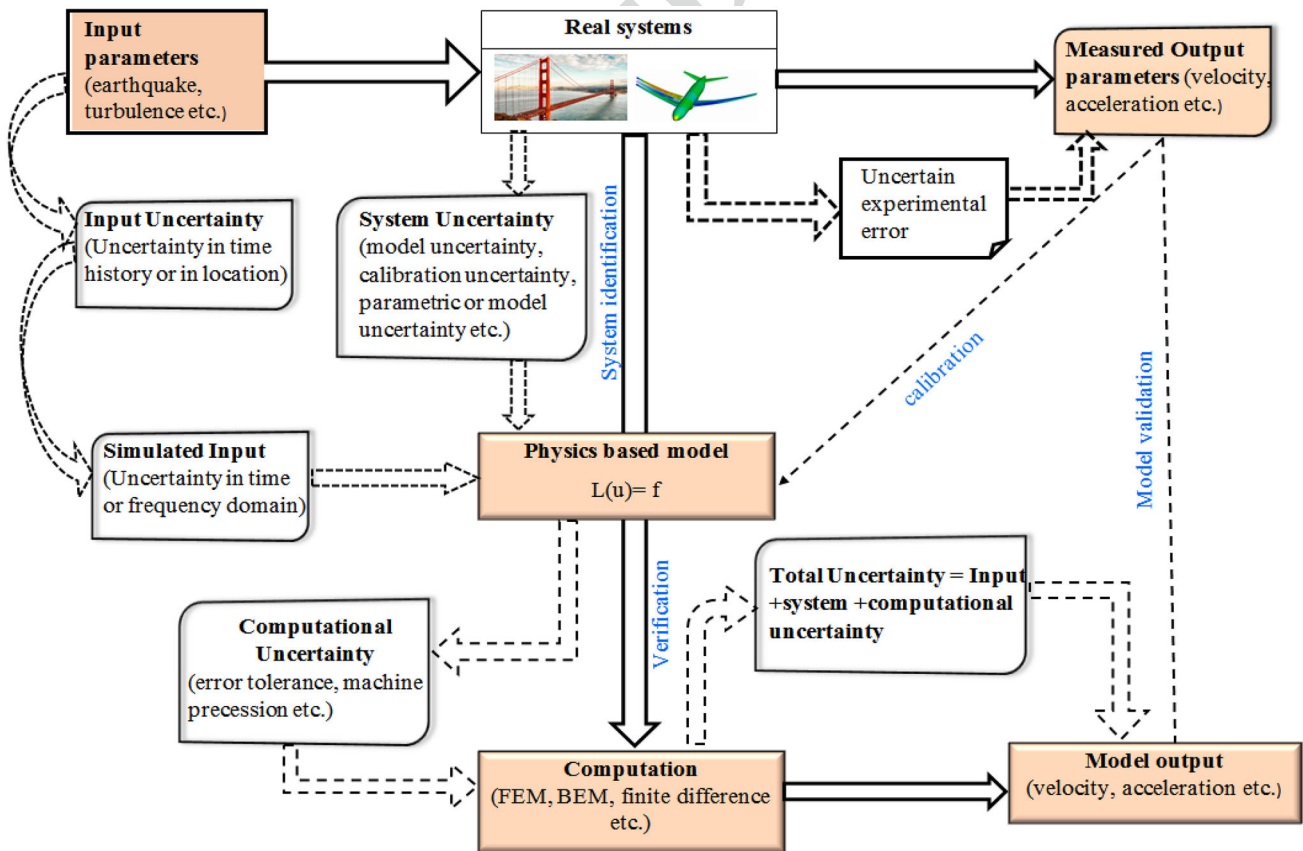 Input
parameters
(earthquake,
turbulence etc.)
Real systems
Measured Output
parameters (velocity,
acceleration etc.)
Uncertain
experimental
error
Input Uncertainty
(Uncertainty in time
history or in location)
System Uncertainty
(model uncertainty,
calibration uncertainty,
parametric or model
uncertainty etc.)
System identification
calibration
Model validation
Simulated Input
(Uncertainty in time
or frequency domain)
Physics based model
L(u)= f
Verification
Total Uncertainty = Input
+system +computational
uncertainty
Computational
Uncertainty
(error tolerance, machine
precession etc.)
Computation
(FEM, BEM, finite difference
etc.)
Model output
(velocity, acceleration etc.)